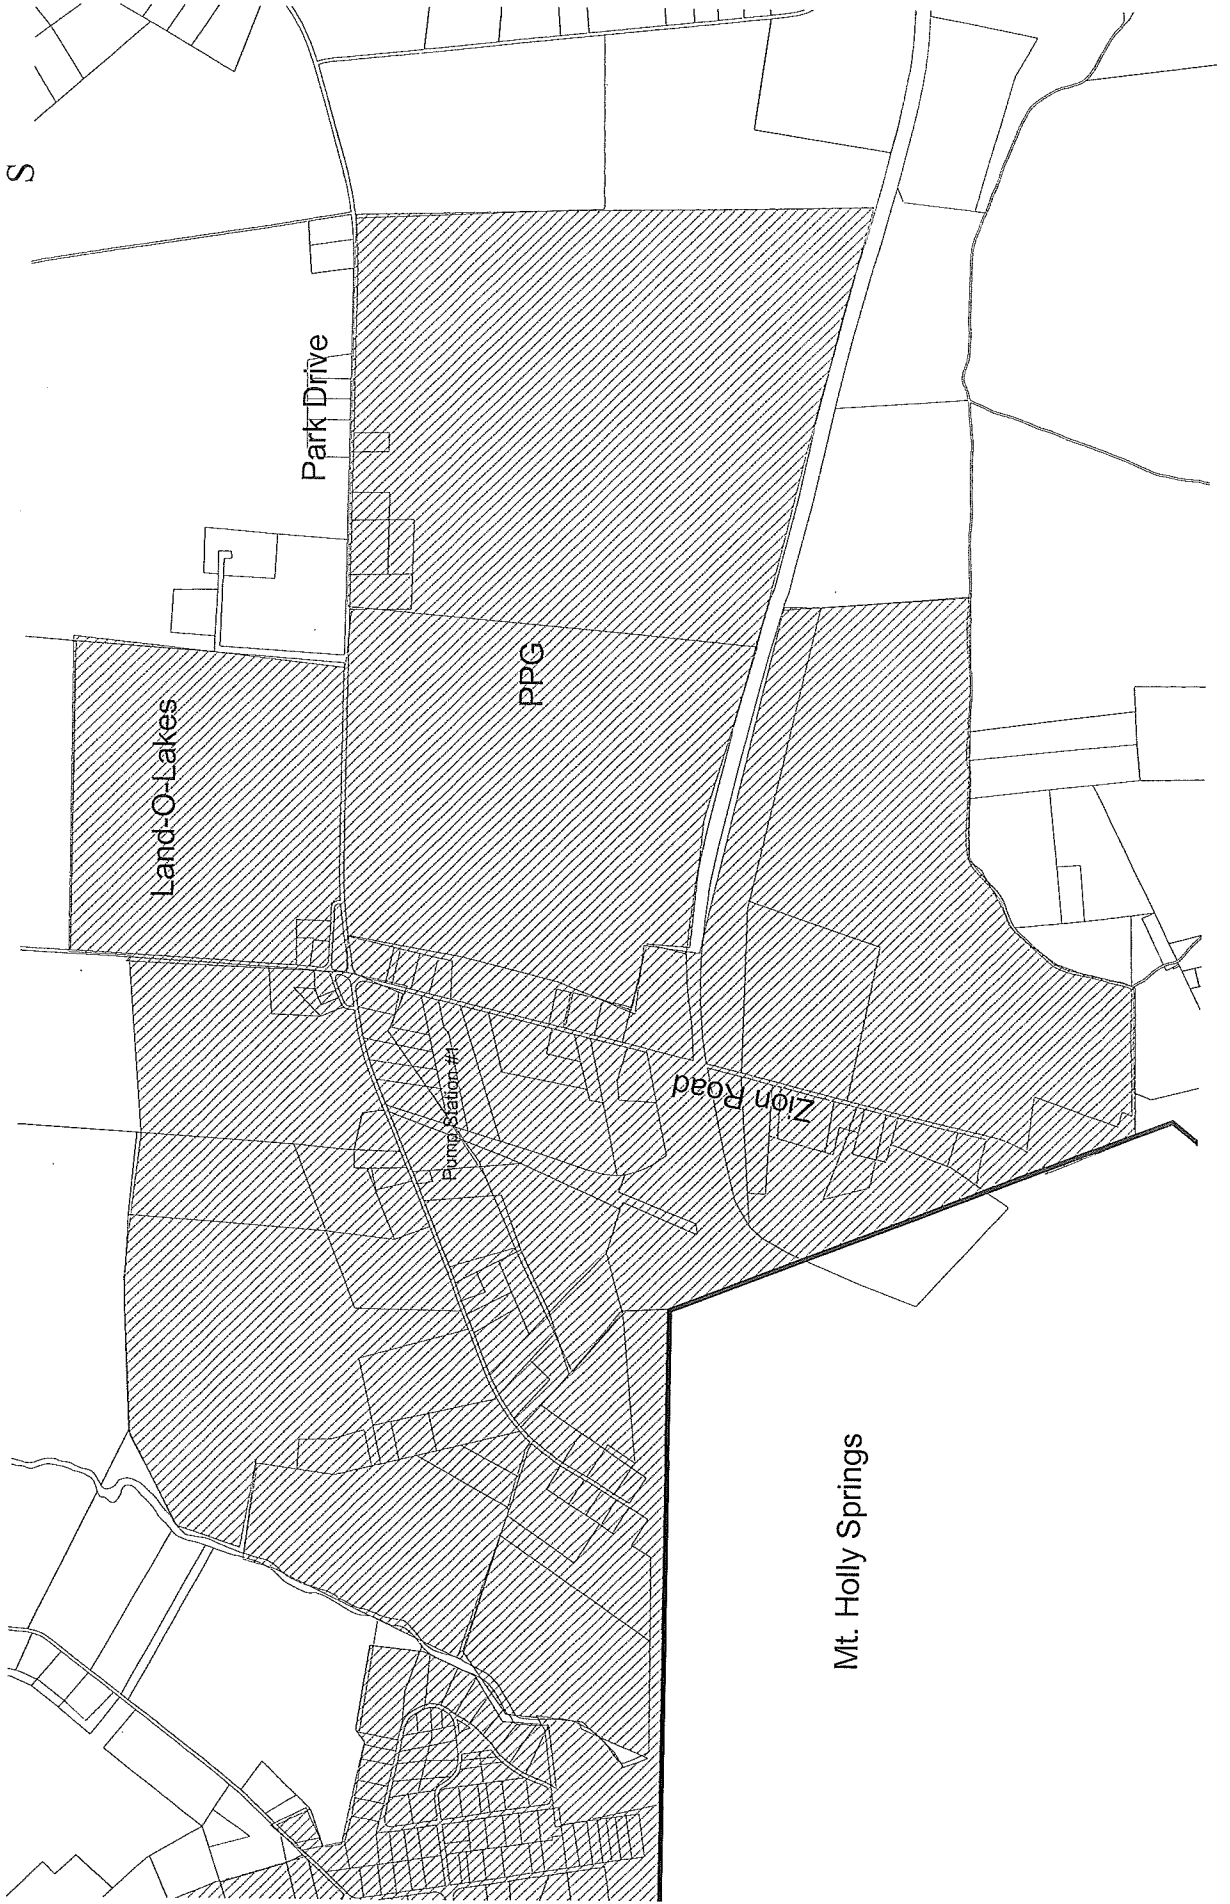 S
Park Drive
Land-O-Lakes
PPG
Pump Station #1
Zion Road
Mt. Holly Springs